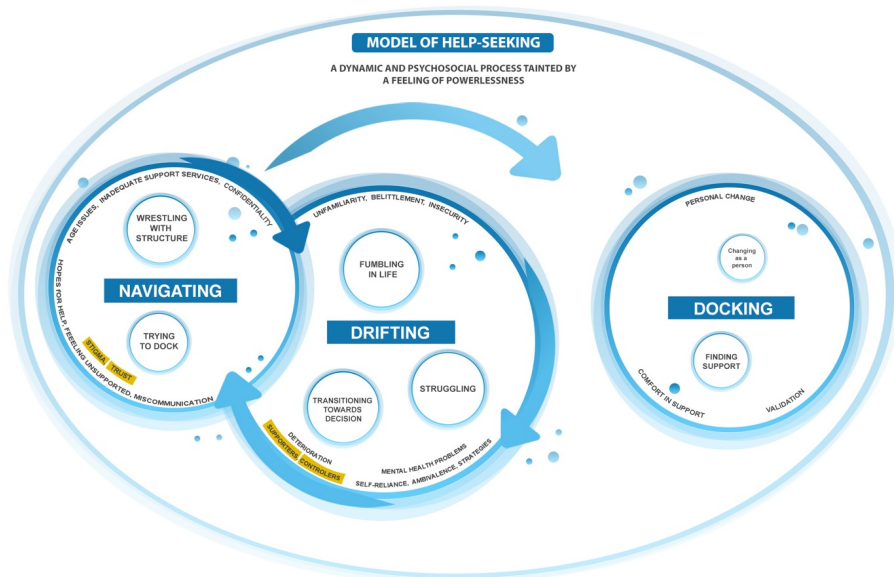 MODEL OF HELP-SEEKING
A DYNAMIC AND PSYCHOSOCIAL PROCESS TAINTED BY
A FEELING OF POWERLESSNESS
AGE ISSUES, INADEQUATE SUPPORT SERVICES, CONFIDENTIALITY
WRESTLING
WITH
STRUCTURE
NAVIGATING
TRYING
TO DOCK
STIGMA TRUST
HOPES FOR HELP, FEEELING UNSUPPORTED, MISCOMMUNICATION
UNFAMILIARITY, BELITTLEMENT, INSECURITY
FUMBLING
IN LIFE
DRIFTING
STRUGGLING
TRANSITIONING
TOWARDS
DECISION
DETERIORATION
SUPPORTERS, CONTROLERS
MENTAL HEALTH PROBLEMS
SELF-RELIANCE, AMBIVALENCE, STRATEGIES
PERSONAL CHANGE
Changing
as a
person
DOCKING
FINDING
SUPPORT
COMFORT IN SUPPORT
VALIDATION